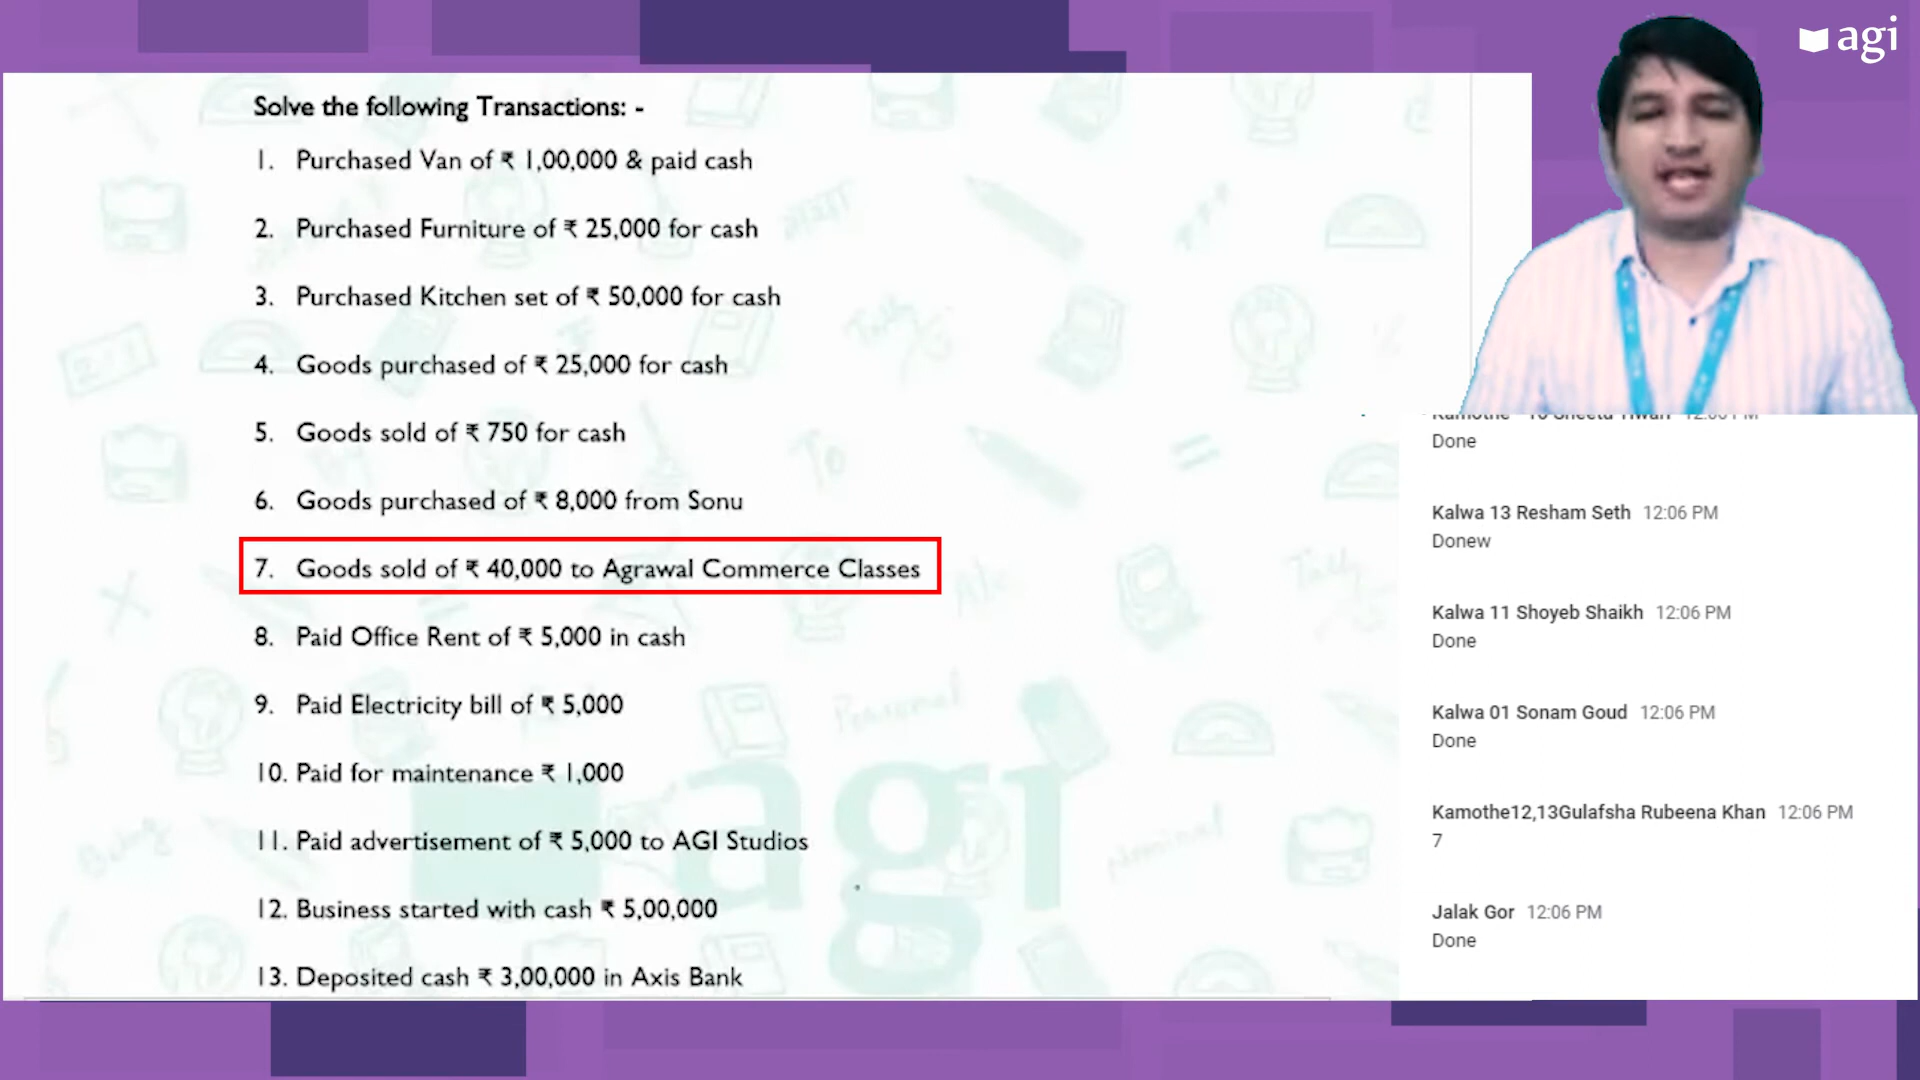 agi
Solve the following Transactions: -
1. Purchased Van of ₹ 1,00,000 & paid cash
2. Purchased Furniture of ₹ 25,000 for cash
3. Purchased Kitchen set of ₹ 50,000 for cash
4. Goods purchased of ₹ 25,000 for cash
5. Goods sold of ₹ 750 for cash
6. Goods purchased of ₹ 8,000 from Sonu
7. Goods sold of ₹ 40,000 to Agrawal Commerce Classes
8. Paid Office Rent of ₹ 5,000 in cash
9. Paid Electricity bill of ₹ 5,000
10. Paid for maintenance ₹ 1,000
11. Paid advertisement of ₹ 5,000 to AGI Studios
12. Business started with cash ₹ 5,00,000
13. Deposited cash ₹ 3,00,000 in Axis Bank
Done
Kalwa 13 Resham Seth 12:06 PM
Donew
Kalwa 11 Shoyeb Shaikh 12:06 PM
Done
Kalwa 01 Sonam Goud 12:06 PM
Done
Kamothe12,13Gulafsha Rubeena Khan 12:06 PM
7
Jalak Gor 12:06 PM
Done
agi
Personal
Nominal
Tally
To